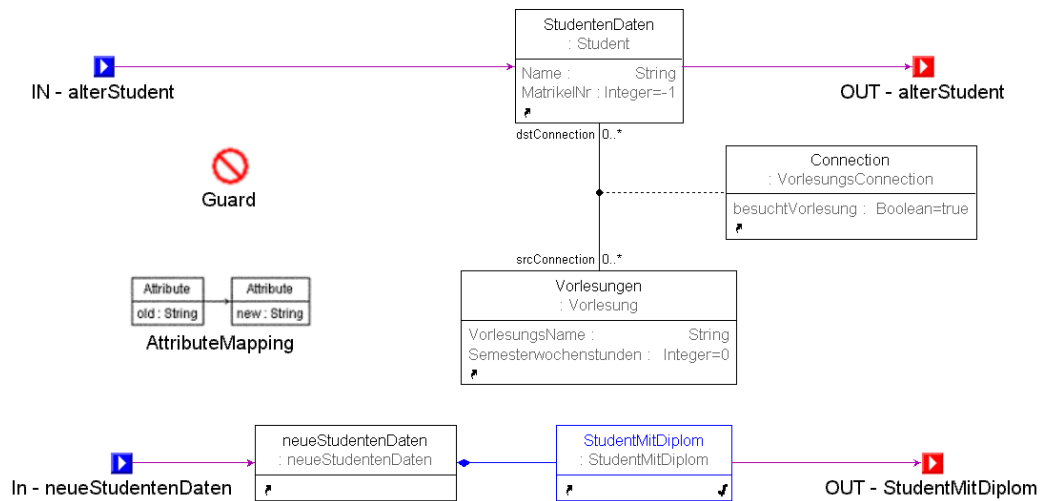 StudentenDaten
: Student
Name : String
MatrikelNr : Integer=-1
IN - alterStudent
OUT - alterStudent
dstConnection 0..*
Guard
Connection
: VorlesungsConnection
besuchtVorlesung : Boolean=true
srcConnection 0..*
Attribute
old : String
Attribute
new : String
AttributeMapping
Vorlesungen
: Vorlesung
VorlesungsName : String
Semesterwochenstunden : Integer=0
neueStudentenDaten
: neueStudentenDaten
StudentMitDiplom
: StudentMitDiplom
In - neueStudentenDaten
OUT - StudentMitDiplom